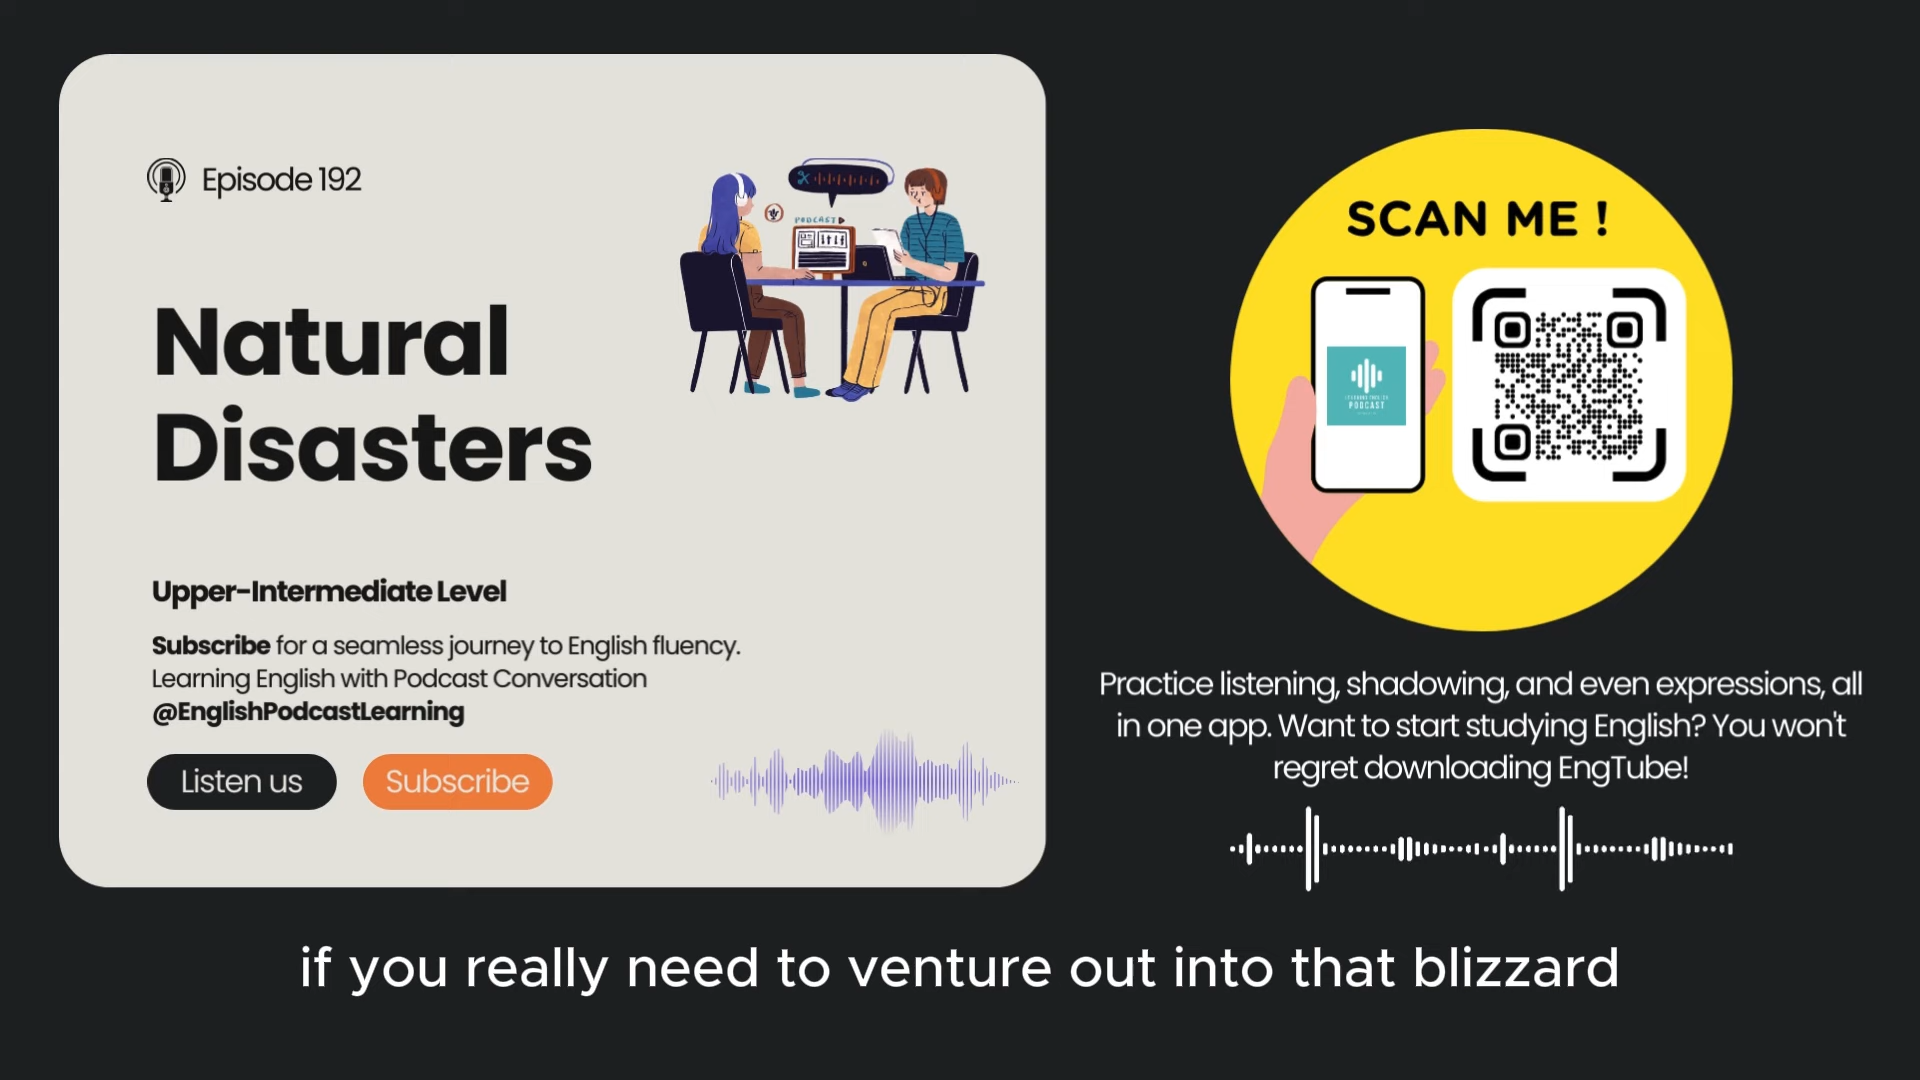 Episode 192
Natural
Disasters
Upper-Intermediate Level
Subscribe for a seamless journey to English fluency.
Learning English with Podcast Conversation
@EnglishPodcastLearning
Listen us
Subscribe
PODCAST
SCAN ME !
PODCAST
Practice listening, shadowing, and even expressions, all
in one app. Want to start studying English? You won't
regret downloading EngTube!
if you really need to venture out into that blizzard